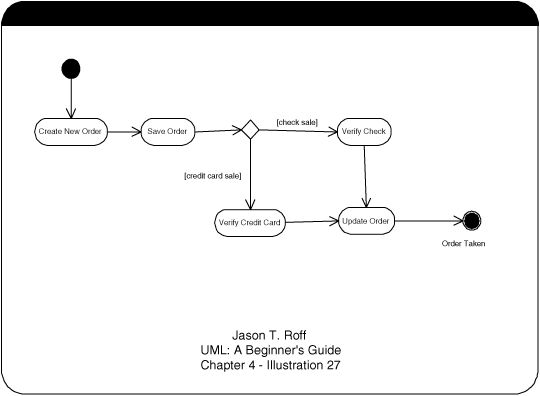 [check sale]
Create New Order
Save Order
Verify Check
[credit card sale]
Verify Credit Card
Update Order
Order Taken
Jason T. Roff
UML: A Beginner's Guide
Chapter 4 - Illustration 27